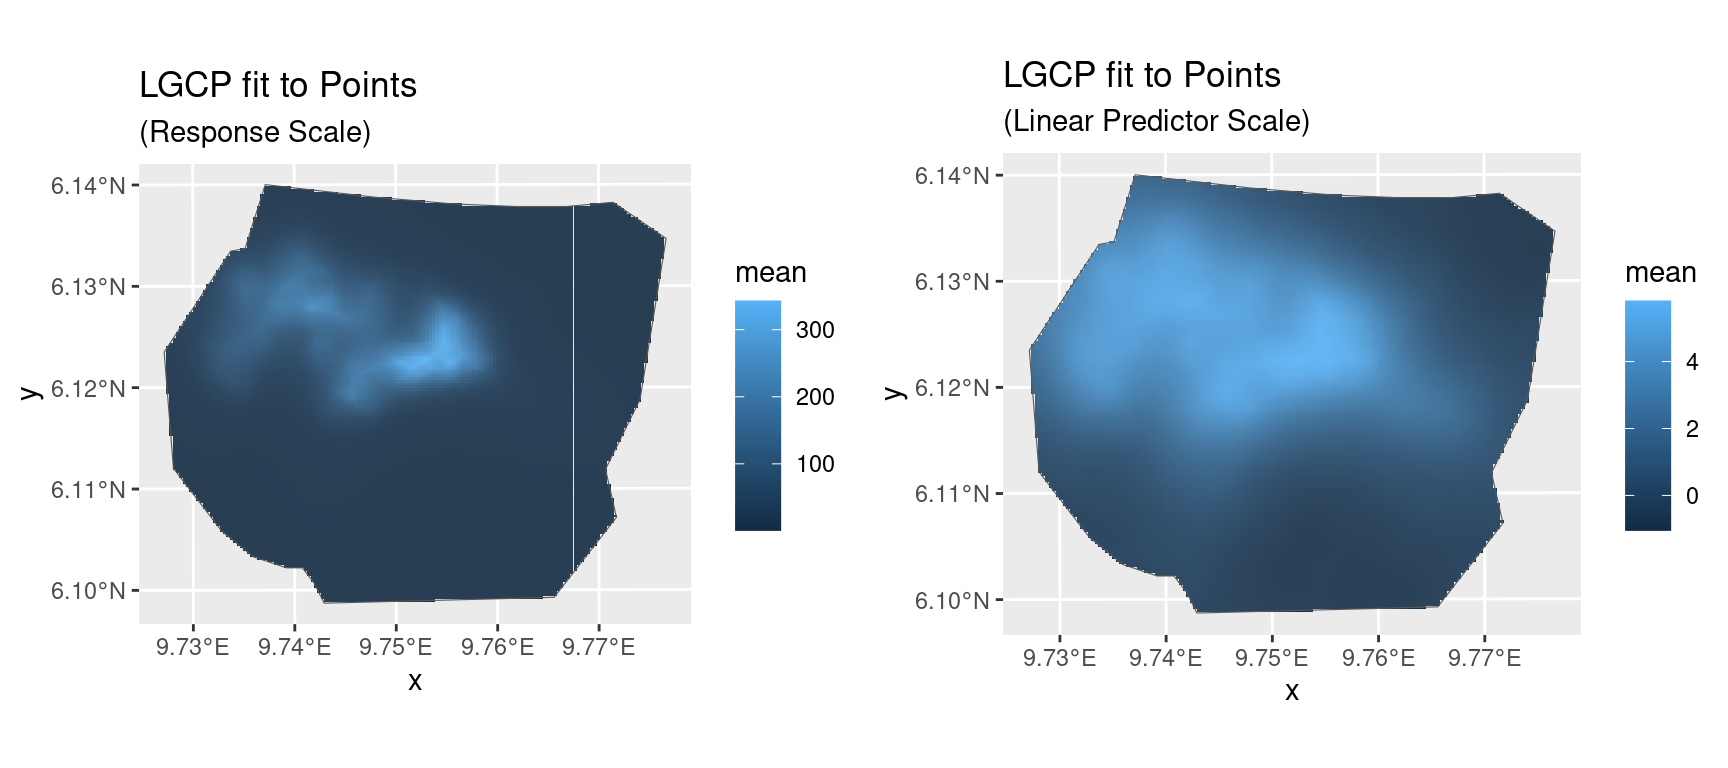 LGCP fit to Points
(Response Scale)
6.14°N
6.13°N
6.12°N
6.11°N
6.10°N
y
9.73°E 9.74°E 9.75°E 9.76°E 9.77°E
x
mean
300
200
100
LGCP fit to Points
(Linear Predictor Scale)
6.14°N
6.13°N
6.12°N
6.11°N
6.10°N
y
9.73°E 9.74°E 9.75°E 9.76°E 9.77°E
x
mean
4
2
0